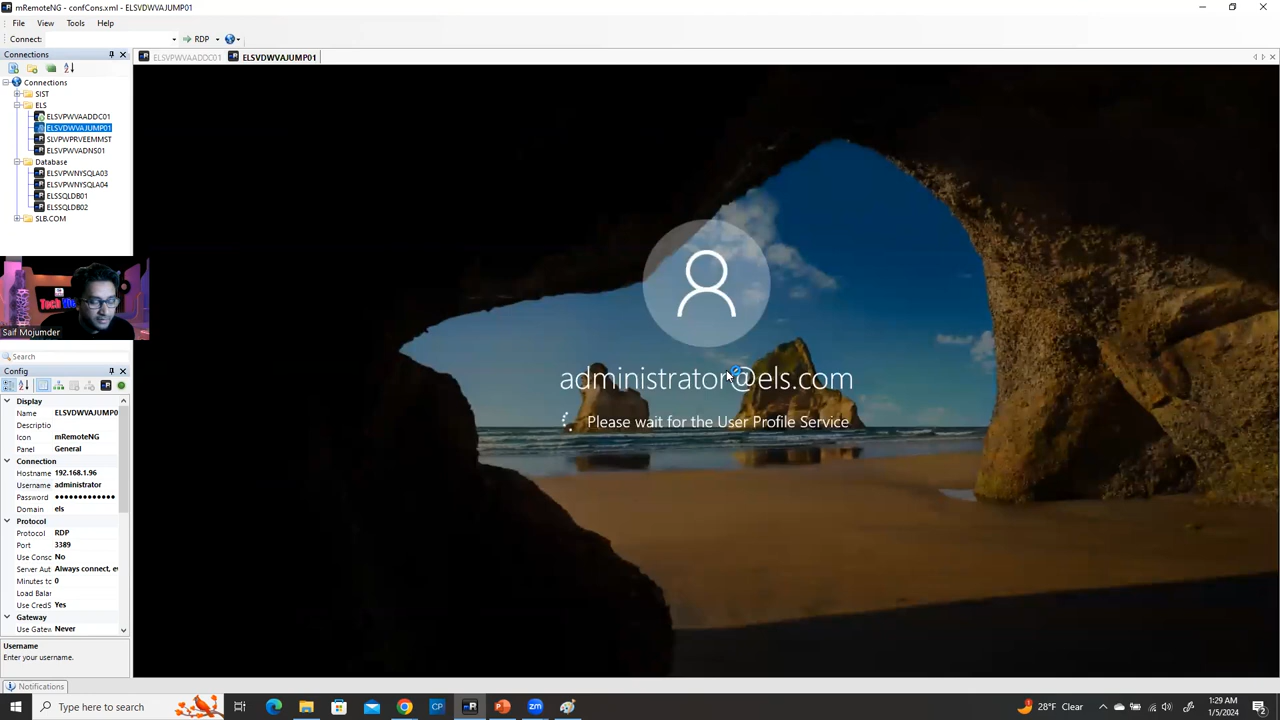 mRemoteNG - confCons.xml - ELSVDWVAJUMP01
File View Tools Help
Connect: RDP
Connections
ELSVPWVAADDC01 ELSVDWVAJUMP01
Connections
SIST
ELS
ELSVPWVAADDC01
ELSVDWVAJUMP01
SLVPWPRVEEMMST
ELSVPWVADNS01
Database
ELSVPWNYSQLA03
ELSVPWNYSQLA04
ELSSQLDB01
ELSSQLDB02
SLB.COM
Saif Mojumder
Search
Config
Display
Name ELSVDWVAJUMP0
Descriptio
Icon mRemoteNG
Panel General
Connection
Hostname 192.168.1.96
Username administrator
Password •••••••••••••
Domain els
Protocol
Protocol RDP
Port 3389
Use Consc No
Server Aut Always connect, ev
Minutes to 0
Load Balar
Use CredS Yes
Gateway
Use Gatew Never
Username
Enter your username.
Notifications
administrator@els.com
Please wait for the User Profile Service
Type here to search
CP
zm
28°F Clear
1:29 AM
1/5/2024